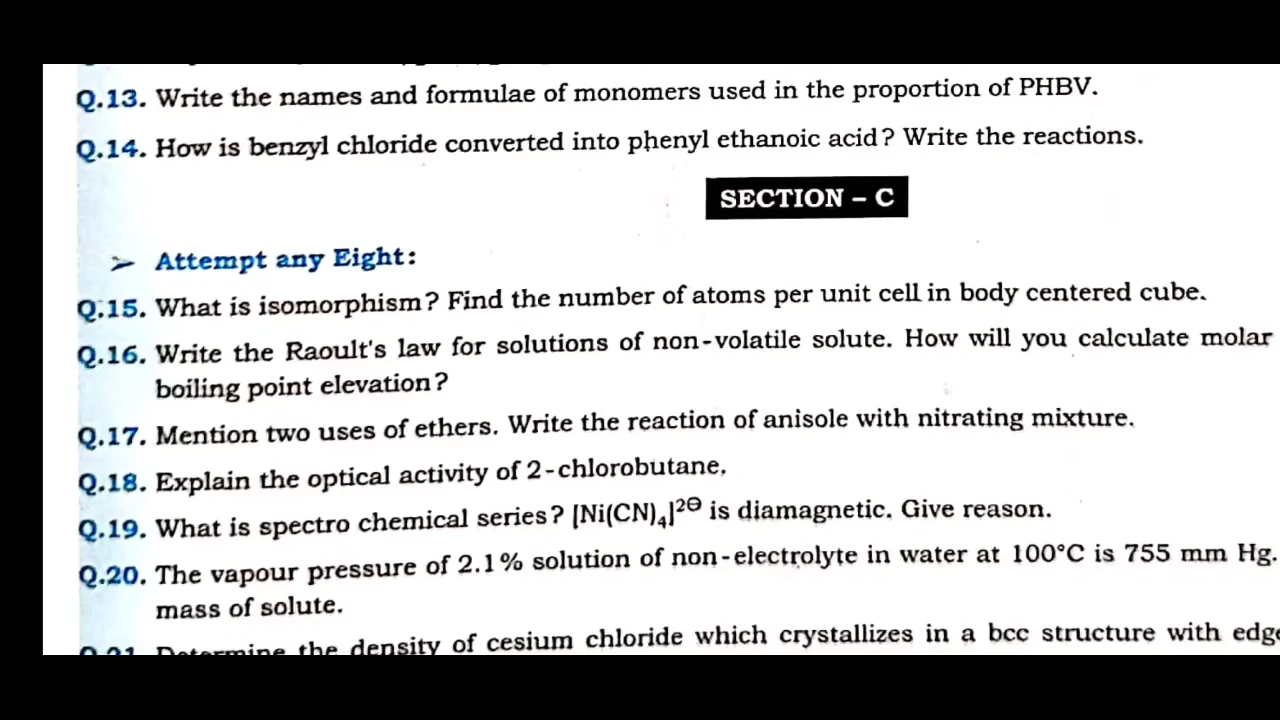 Q.13. Write the names and formulae of monomers used in the proportion of PHBV.
Q.14. How is benzyl chloride converted into phenyl ethanoic acid? Write the reactions.
SECTION – C
➢ Attempt any Eight:
Q.15. What is isomorphism? Find the number of atoms per unit cell in body centered cube.
Q.16. Write the Raoult's law for solutions of non-volatile solute. How will you calculate molar
boiling point elevation?
Q.17. Mention two uses of ethers. Write the reaction of anisole with nitrating mixture.
Q.18. Explain the optical activity of 2-chlorobutane.
Q.19. What is spectro chemical series? [Ni(CN)₄]²⊖ is diamagnetic. Give reason.
Q.20. The vapour pressure of 2.1% solution of non-electrolyte in water at 100°C is 755 mm Hg.
mass of solute.
Q.21. Determine the density of cesium chloride which crystallizes in a bcc structure with edge